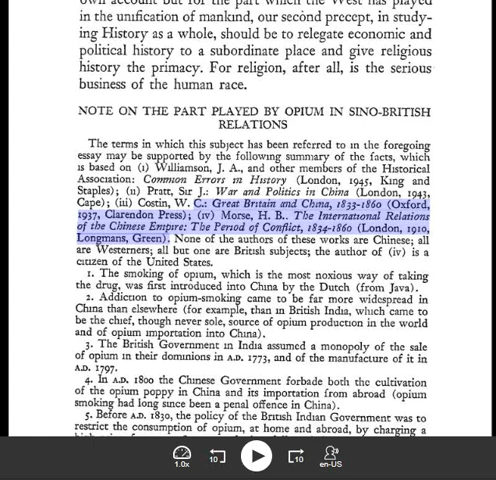 own account but for the part which the West has played
in the unification of mankind, our second precept, in study-
ing History as a whole, should be to relegate economic and
political history to a subordinate place and give religious
history the primacy. For religion, after all, is the serious
business of the human race.
NOTE ON THE PART PLAYED BY OPIUM IN SINO-BRITISH
RELATIONS
The terms in which this subject has been referred to in the foregoing
essay may be supported by the following summary of the facts, which
is based on (i) Williamson, J. A., and other members of the Historical
Association: Common Errors in History (London, 1945, King and
Staples); (ii) Pratt, Sir J.: War and Politics in China (London, 1943,
Cape); (iii) Costin, W. C.: Great Britain and China, 1833-1860 (Oxford,
1937, Clarendon Press); (iv) Morse, H. B.. The International Relations
of the Chinese Empire: The Period of Conflict, 1834-1860 (London, 1910,
Longmans, Green). None of the authors of these works are Chinese; all
are Westerners; all but one are British subjects; the author of (iv) is a
citizen of the United States.
1. The smoking of opium, which is the most noxious way of taking
the drug, was first introduced into China by the Dutch (from Java).
2. Addiction to opium-smoking came to be far more widespread in
China than elsewhere (for example, than in British India, which came to
be the chief, though never sole, source of opium production in the world
and of opium importation into China).
3. The British Government in India assumed a monopoly of the sale
of opium in their dominions in A.D. 1773, and of the manufacture of it in
A.D. 1797.
4. In A.D. 1800 the Chinese Government forbade both the cultivation
of the opium poppy in China and its importation from abroad (opium
smoking had long since been a penal offence in China).
5. Before A.D. 1830, the policy of the British Indian Government was to
restrict the consumption of opium, at home and abroad, by charging a
1.0x
10
10
en-US